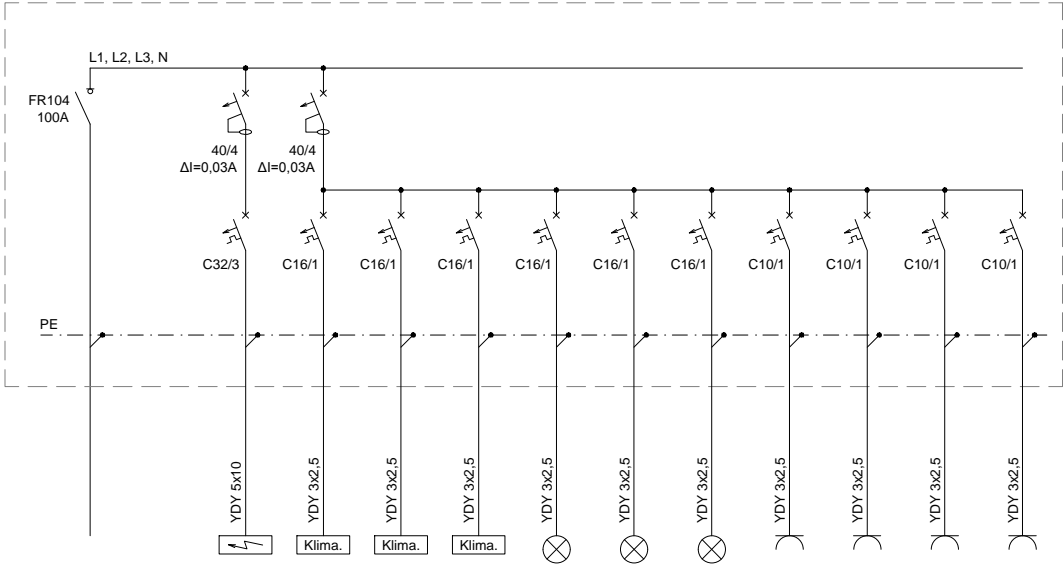 L1, L2, L3, N
FR104
100A
40/4
ΔI=0,03A
40/4
ΔI=0,03A
C32/3
C16/1
C16/1
C16/1
C16/1
C16/1
C16/1
C10/1
C10/1
C10/1
C10/1
PE
YDY 5x10
YDY 3x2,5
YDY 3x2,5
YDY 3x2,5
YDY 3x2,5
YDY 3x2,5
YDY 3x2,5
YDY 3x2,5
YDY 3x2,5
YDY 3x2,5
YDY 3x2,5
Klima.
Klima.
Klima.